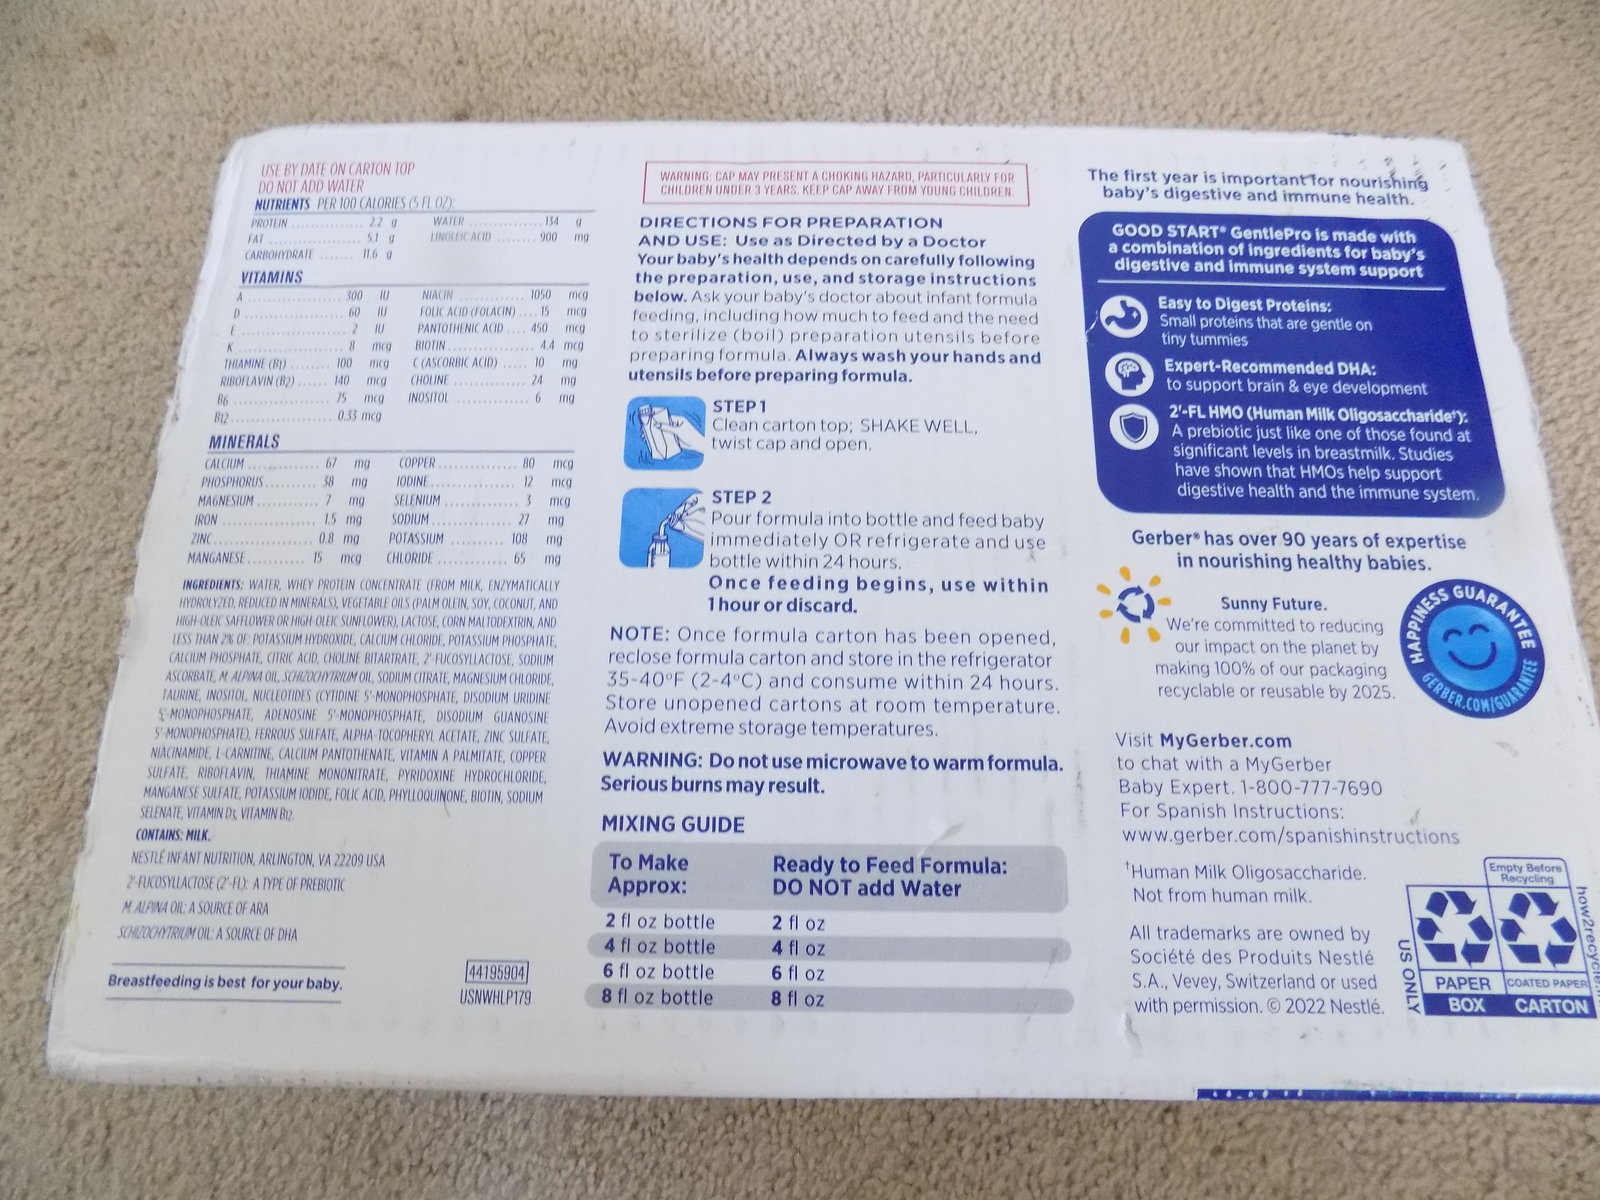 USE BY DATE ON CARTON TOP
DO NOT ADD WATER
NUTRIENTS PER 100 CALORIES (5 FL OZ):
PROTEIN 2.2 g WATER 134 g
FAT 5.1 g LINOLEIC ACID 900 mg
CARBOHYDRATE 11.6 g
VITAMINS
A 300 IU NIACIN 1050 mcg
D 60 IU FOLIC ACID (FOLACIN) 15 mcg
E 2 IU PANTOTHENIC ACID 450 mcg
K 8 mcg BIOTIN 4.4 mcg
THIAMINE (B1) 100 mcg C (ASCORBIC ACID) 10 mg
RIBOFLAVIN (B2) 140 mcg CHOLINE 24 mg
B6 75 mcg INOSITOL 6 mg
B12 0.33 mcg
MINERALS
CALCIUM 67 mg COPPER 80 mcg
PHOSPHORUS 38 mg IODINE 12 mcg
MAGNESIUM 7 mg SELENIUM 3 mcg
IRON 1.5 mg SODIUM 27 mg
ZINC 0.8 mg POTASSIUM 108 mg
MANGANESE 15 mcg CHLORIDE 65 mg
INGREDIENTS: WATER, WHEY PROTEIN CONCENTRATE (FROM MILK, ENZYMATICALLY
HYDROLYZED, REDUCED IN MINERALS), VEGETABLE OILS (PALM OLEIN, SOY, COCONUT, AND
HIGH-OLEIC SAFFLOWER OR HIGH-OLEIC SUNFLOWER), LACTOSE, CORN MALTODEXTRIN, AND
LESS THAN 2% OF: POTASSIUM HYDROXIDE, CALCIUM CHLORIDE, POTASSIUM PHOSPHATE,
CALCIUM PHOSPHATE, CITRIC ACID, CHOLINE BITARTRATE, 2'-FUCOSYLLACTOSE, SODIUM
ASCORBATE, M. ALPINA OIL, SCHIZOCHYTRIUM OIL, SODIUM CITRATE, MAGNESIUM CHLORIDE,
TAURINE, INOSITOL, NUCLEOTIDES (CYTIDINE 5'-MONOPHOSPHATE, DISODIUM URIDINE
5'-MONOPHOSPHATE, ADENOSINE 5'-MONOPHOSPHATE, DISODIUM GUANOSINE
5'-MONOPHOSPHATE), FERROUS SULFATE, ALPHA-TOCOPHERYL ACETATE, ZINC SULFATE,
NIACINAMIDE, L-CARNITINE, CALCIUM PANTOTHENATE, VITAMIN A PALMITATE, COPPER
SULFATE, RIBOFLAVIN, THIAMINE MONONITRATE, PYRIDOXINE HYDROCHLORIDE,
MANGANESE SULFATE, POTASSIUM IODIDE, FOLIC ACID, PHYLLOQUINONE, BIOTIN, SODIUM
SELENATE, VITAMIN D3, VITAMIN B12.
CONTAINS: MILK.
NESTLÉ INFANT NUTRITION, ARLINGTON, VA 22209 USA
2'-FUCOSYLLACTOSE (2'-FL): A TYPE OF PREBIOTIC
M. ALPINA OIL: A SOURCE OF ARA
SCHIZOCHYTRIUM OIL: A SOURCE OF DHA
Breastfeeding is best for your baby.
44195904
USNWHLP179
WARNING: CAP MAY PRESENT A CHOKING HAZARD, PARTICULARLY FOR
CHILDREN UNDER 3 YEARS. KEEP CAP AWAY FROM YOUNG CHILDREN.
DIRECTIONS FOR PREPARATION
AND USE: Use as Directed by a Doctor
Your baby's health depends on carefully following
the preparation, use, and storage instructions
below. Ask your baby's doctor about infant formula
feeding, including how much to feed and the need
to sterilize (boil) preparation utensils before
preparing formula. Always wash your hands and
utensils before preparing formula.
STEP 1
Clean carton top; SHAKE WELL,
twist cap and open.
STEP 2
Pour formula into bottle and feed baby
immediately OR refrigerate and use
bottle within 24 hours.
Once feeding begins, use within
1 hour or discard.
NOTE: Once formula carton has been opened,
reclose formula carton and store in the refrigerator
35-40°F (2-4°C) and consume within 24 hours.
Store unopened cartons at room temperature.
Avoid extreme storage temperatures.
WARNING: Do not use microwave to warm formula.
Serious burns may result.
MIXING GUIDE
To Make Ready to Feed Formula:
Approx: DO NOT add Water
2 fl oz bottle 2 fl oz
4 fl oz bottle 4 fl oz
6 fl oz bottle 6 fl oz
8 fl oz bottle 8 fl oz
The first year is important for nourishing
baby's digestive and immune health.
GOOD START® GentlePro is made with
a combination of ingredients for baby's
digestive and immune system support
Easy to Digest Proteins:
Small proteins that are gentle on
tiny tummies
Expert-Recommended DHA:
to support brain & eye development
2'-FL HMO (Human Milk Oligosaccharide†):
A prebiotic just like one of those found at
significant levels in breastmilk. Studies
have shown that HMOs help support
digestive health and the immune system.
Gerber® has over 90 years of expertise
in nourishing healthy babies.
Sunny Future.
We're committed to reducing
our impact on the planet by
making 100% of our packaging
recyclable or reusable by 2025.
HAPPINESS GUARANTEE
GERBER.COM/GUARANTEE
Visit MyGerber.com
to chat with a MyGerber
Baby Expert. 1-800-777-7690
For Spanish Instructions:
www.gerber.com/spanishinstructions
†Human Milk Oligosaccharide.
Not from human milk.
All trademarks are owned by
Société des Produits Nestlé
S.A., Vevey, Switzerland or used
with permission. © 2022 Nestlé.
US ONLY
Empty Before
Recycling
PAPER COATED PAPER
BOX CARTON